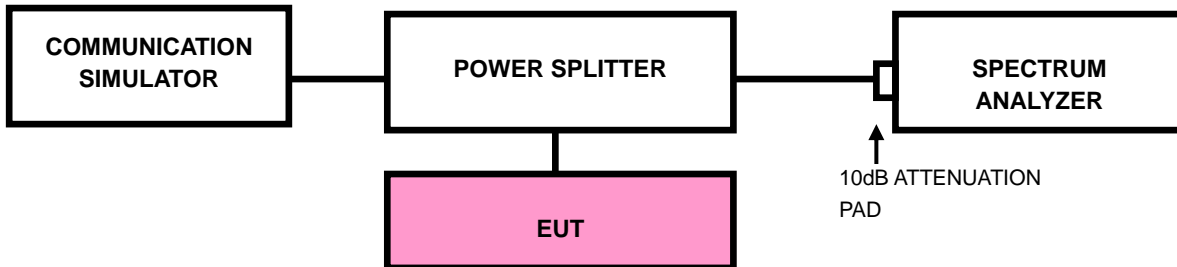 COMMUNICATION
SIMULATOR
POWER SPLITTER
SPECTRUM
ANALYZER
10dB ATTENUATION
PAD
EUT